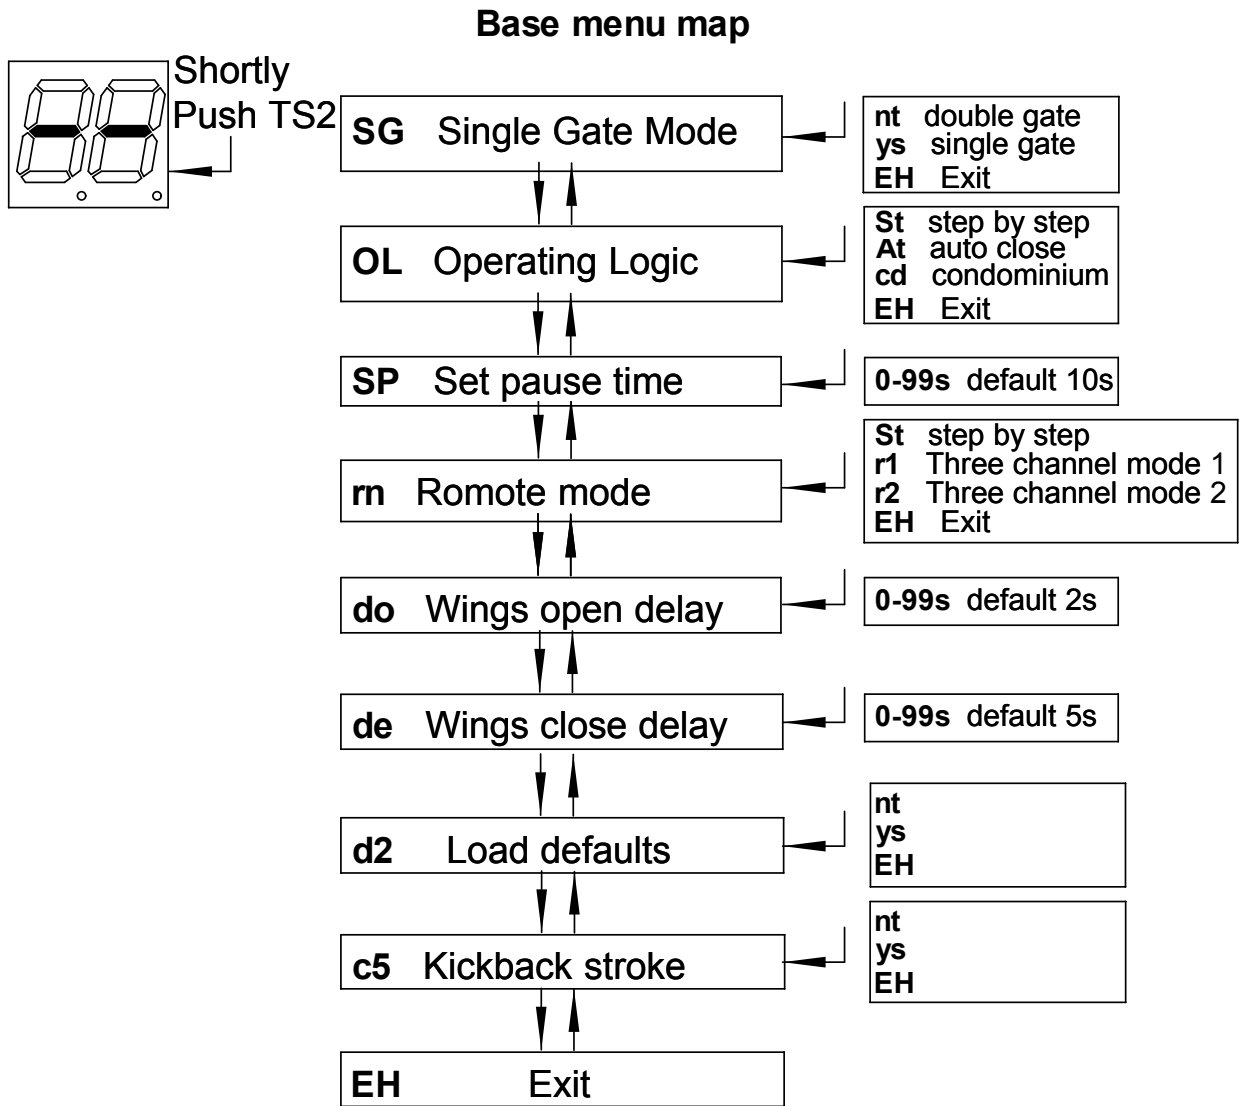 Base menu map
Shortly
Push TS2
SG Single Gate Mode
nt double gate
ys single gate
EH Exit
OL Operating Logic
St step by step
At auto close
cd condominium
EH Exit
SP Set pause time
0-99s default 10s
rn Romote mode
St step by step
r1 Three channel mode 1
r2 Three channel mode 2
EH Exit
do Wings open delay
0-99s default 2s
de Wings close delay
0-99s default 5s
d2 Load defaults
nt
ys
EH
c5 Kickback stroke
nt
ys
EH
EH Exit